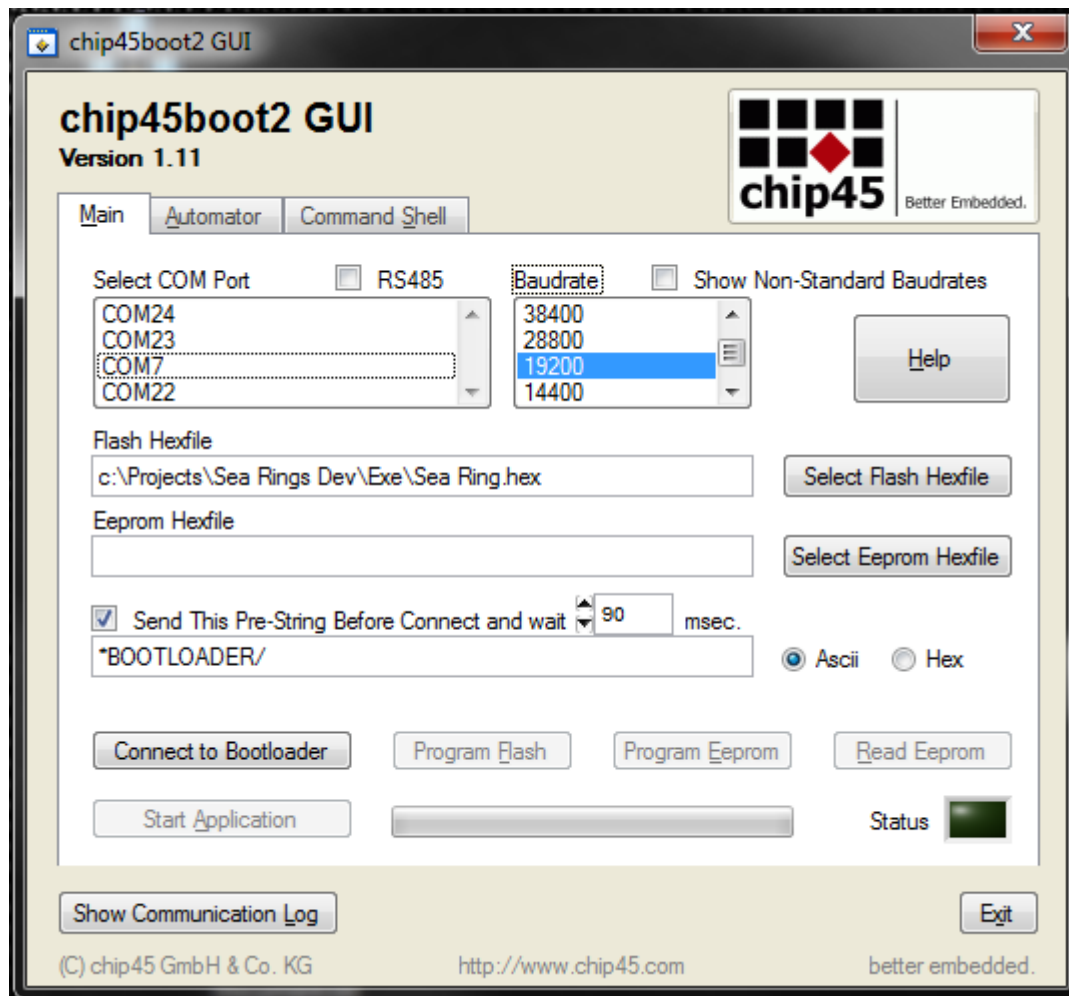 chip45boot2 GUI
chip45boot2 GUI
Version 1.11
chip45
Better Embedded.
Main
Automator
Command Shell
Select COM Port
RS485
Baudrate
Show Non-Standard Baudrates
COM24
COM23
COM7
COM22
38400
28800
19200
14400
Help
Flash Hexfile
c:\Projects\Sea Rings Dev\Exe\Sea Ring.hex
Select Flash Hexfile
Eeprom Hexfile
Select Eeprom Hexfile
Send This Pre-String Before Connect and wait 90 msec.
*BOOTLOADER/
Ascii
Hex
Connect to Bootloader
Program Flash
Program Eeprom
Read Eeprom
Start Application
Status
Show Communication Log
Exit
(C) chip45 GmbH & Co. KG
http://www.chip45.com
better embedded.